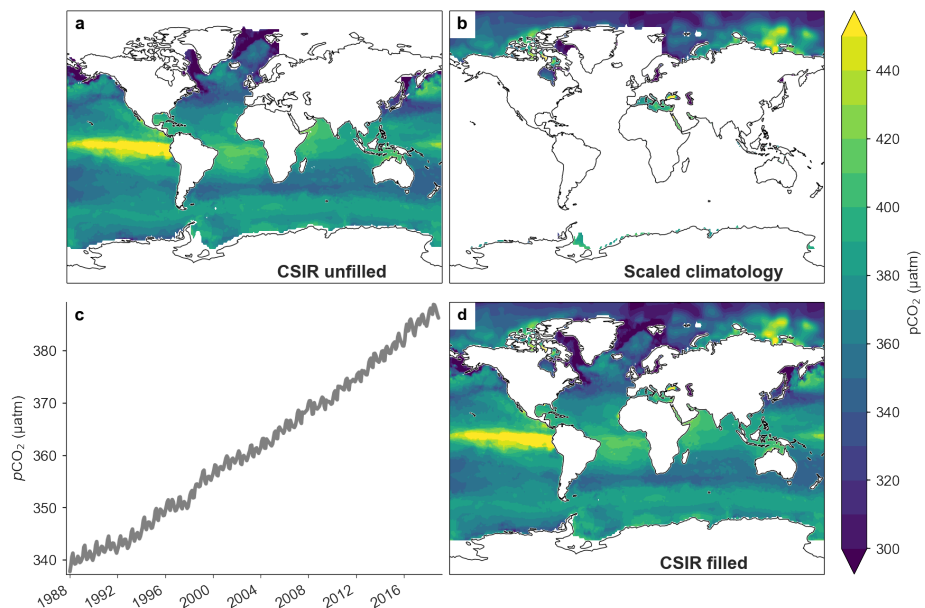 a
CSIR unfilled
b
Scaled climatology
440
420
400
380
360
340
320
300
pCO₂ (µatm)
c
380
370
360
350
340
pCO₂ (µatm)
1988
1992
1996
2000
2004
2008
2012
2016
d
CSIR filled